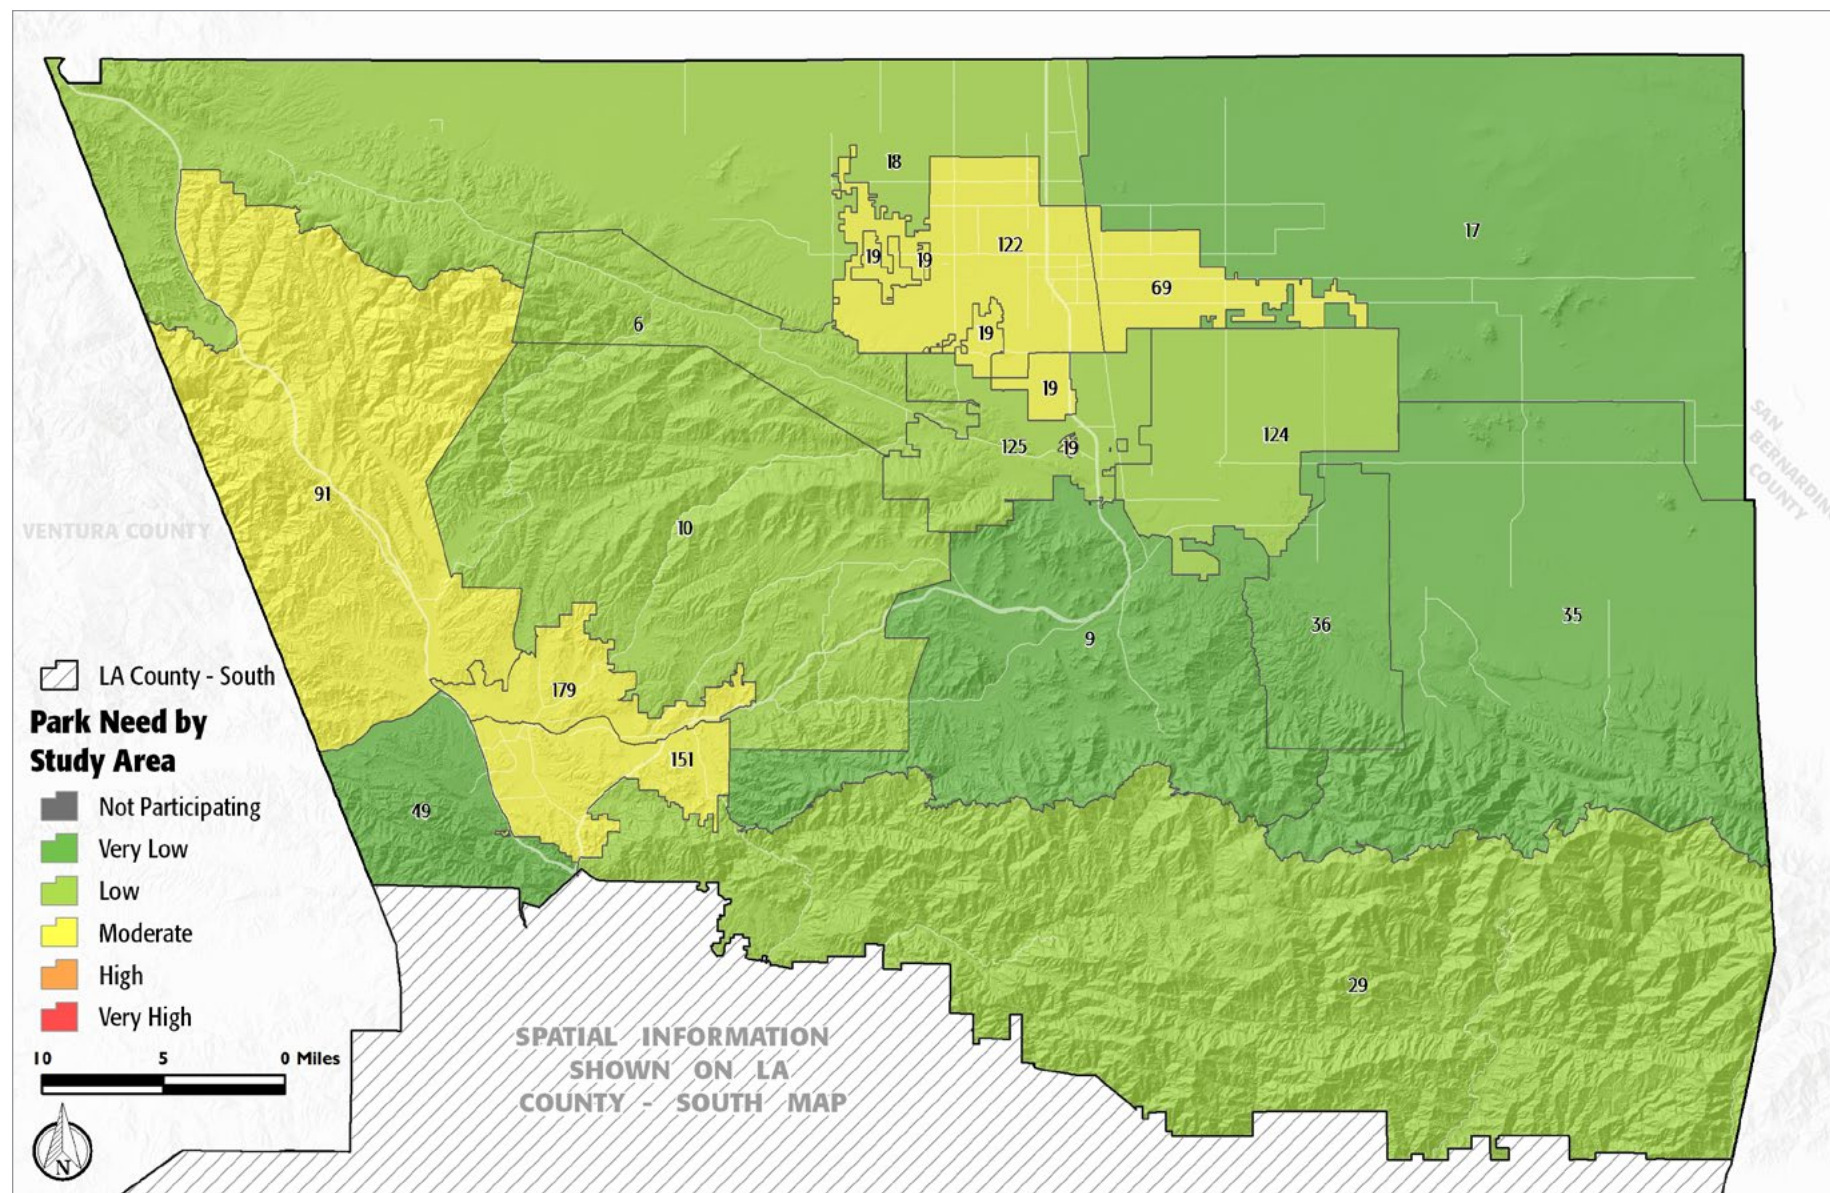 18
17
19
19
122
69
6
19
19
124
125
19
91
VENTURA COUNTY
SAN
BERNARDINO
COUNTY
10
36
35
9
179
151
49
29
LA County - South
Park Need by
Study Area
Not Participating
Very Low
Low
Moderate
High
Very High
10 5 0 Miles
N
SPATIAL INFORMATION
SHOWN ON LA
COUNTY - SOUTH MAP